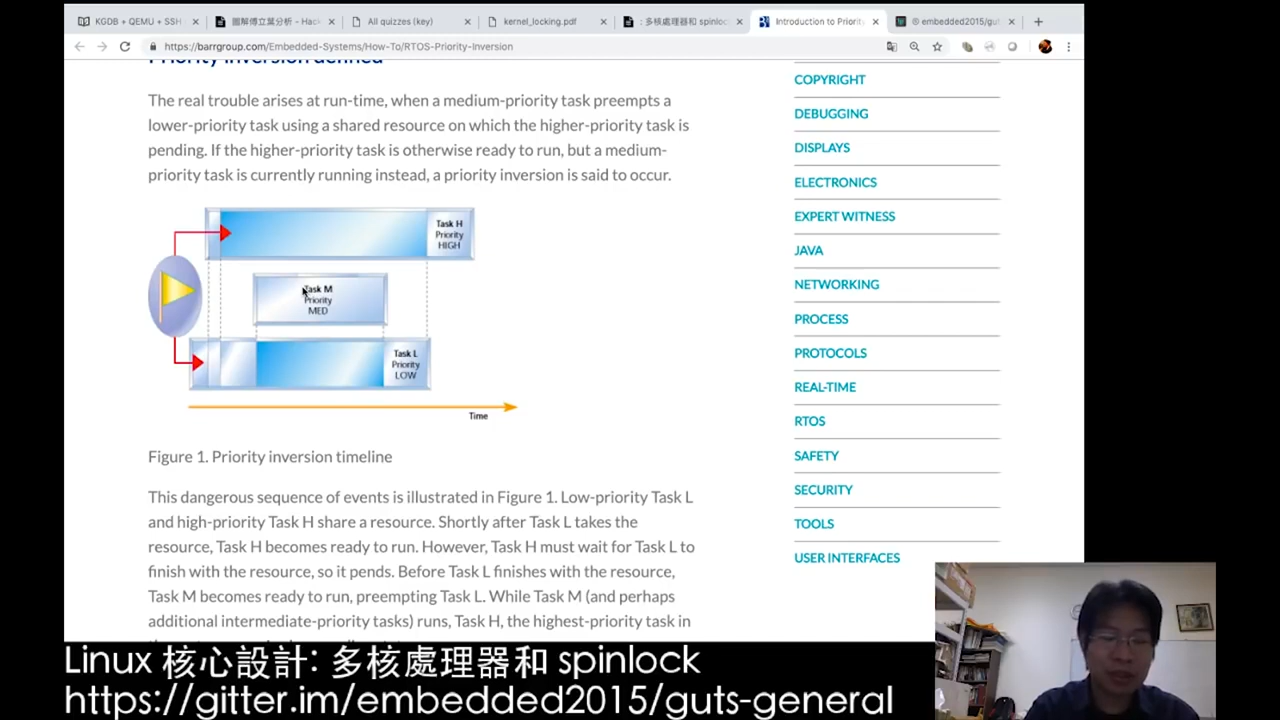 KGDB + QEMU + SSH
圖解傅立葉分析 - Hack
All quizzes (key)
kernel_locking.pdf
: 多核處理器和 spinloc
Introduction to Priorit
embedded2015/gut
https://barrgroup.com/Embedded-Systems/How-To/RTOS-Priority-Inversion
Priority inversion defined
The real trouble arises at run-time, when a medium-priority task preempts a
lower-priority task using a shared resource on which the higher-priority task is
pending. If the higher-priority task is otherwise ready to run, but a medium-
priority task is currently running instead, a priority inversion is said to occur.
Task H
Priority
HIGH
Task M
Priority
MED
Task L
Priority
LOW
Time
Figure 1. Priority inversion timeline
This dangerous sequence of events is illustrated in Figure 1. Low-priority Task L
and high-priority Task H share a resource. Shortly after Task L takes the
resource, Task H becomes ready to run. However, Task H must wait for Task L to
finish with the resource, so it pends. Before Task L finishes with the resource,
Task M becomes ready to run, preempting Task L. While Task M (and perhaps
additional intermediate-priority tasks) runs, Task H, the highest-priority task in
COPYRIGHT
DEBUGGING
DISPLAYS
ELECTRONICS
EXPERT WITNESS
JAVA
NETWORKING
PROCESS
PROTOCOLS
REAL-TIME
RTOS
SAFETY
SECURITY
TOOLS
USER INTERFACES
Linux 核心設計: 多核處理器和 spinlock
https://gitter.im/embedded2015/guts-general